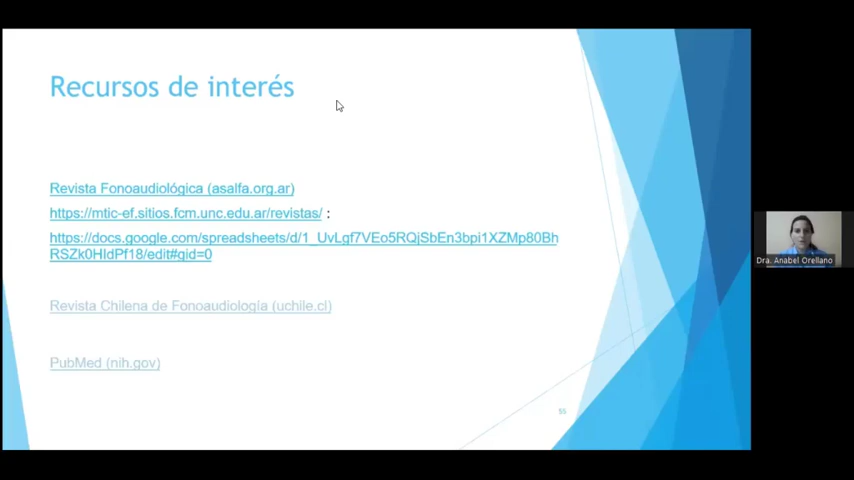 Recursos de interés
Revista Fonoaudiológica (asalfa.org.ar)
https://mtic-ef.sitios.fcm.unc.edu.ar/revistas/ :
https://docs.google.com/spreadsheets/d/1_UvLgf7VEo5RQjSbEn3bpi1XZMp80Bh
RSZk0HIdPf18/edit#gid=0
Revista Chilena de Fonoaudiología (uchile.cl)
PubMed (nih.gov)
55
Dra. Anabel Orellano